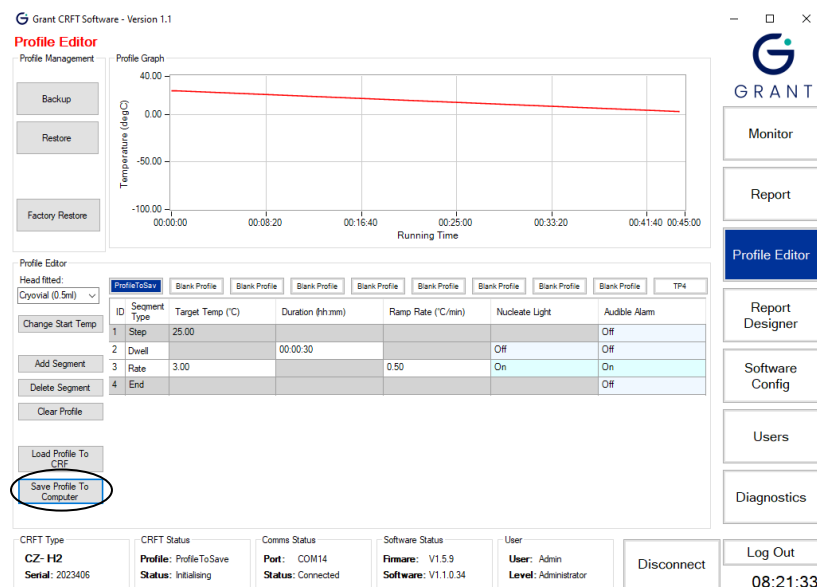 Grant CRFT Software - Version 1.1
Profile Editor
Profile Management
Backup
Restore
Factory Restore
Profile Graph
Temperature (degC)
40.00
0.00
-50.00
-100.00
00:00:00 00:08:20 00:16:40 00:25:00 00:33:20 00:41:40 00:45:00
Running Time
GRANT
Monitor
Report
Profile Editor
Report
Designer
Software
Config
Users
Diagnostics
Log Out
08:21:33
Profile Editor
Head fitted:
Cryovial (0.5ml)
Change Start Temp
Add Segment
Delete Segment
Clear Profile
Load Profile To
CRF
Save Profile To
Computer
ProfileToSav Blank Profile Blank Profile Blank Profile Blank Profile Blank Profile Blank Profile Blank Profile Blank Profile TP4
ID Segment Type Target Temp (°C) Duration (hh:mm) Ramp Rate (°C/min) Nucleate Light Audible Alarm
1 Step 25.00 Off
2 Dwell 00:00:30 Off Off
3 Rate 3.00 0.50 On On
4 End Off
CRFT Type
CZ- H2
Serial: 2023406
CRFT Status
Profile: ProfileToSave
Status: Initialising
Comms Status
Port: COM14
Status: Connected
Software Status
Firmare: V1.5.9
Software: V1.1.0.34
User
User: Admin
Level: Administrator
Disconnect